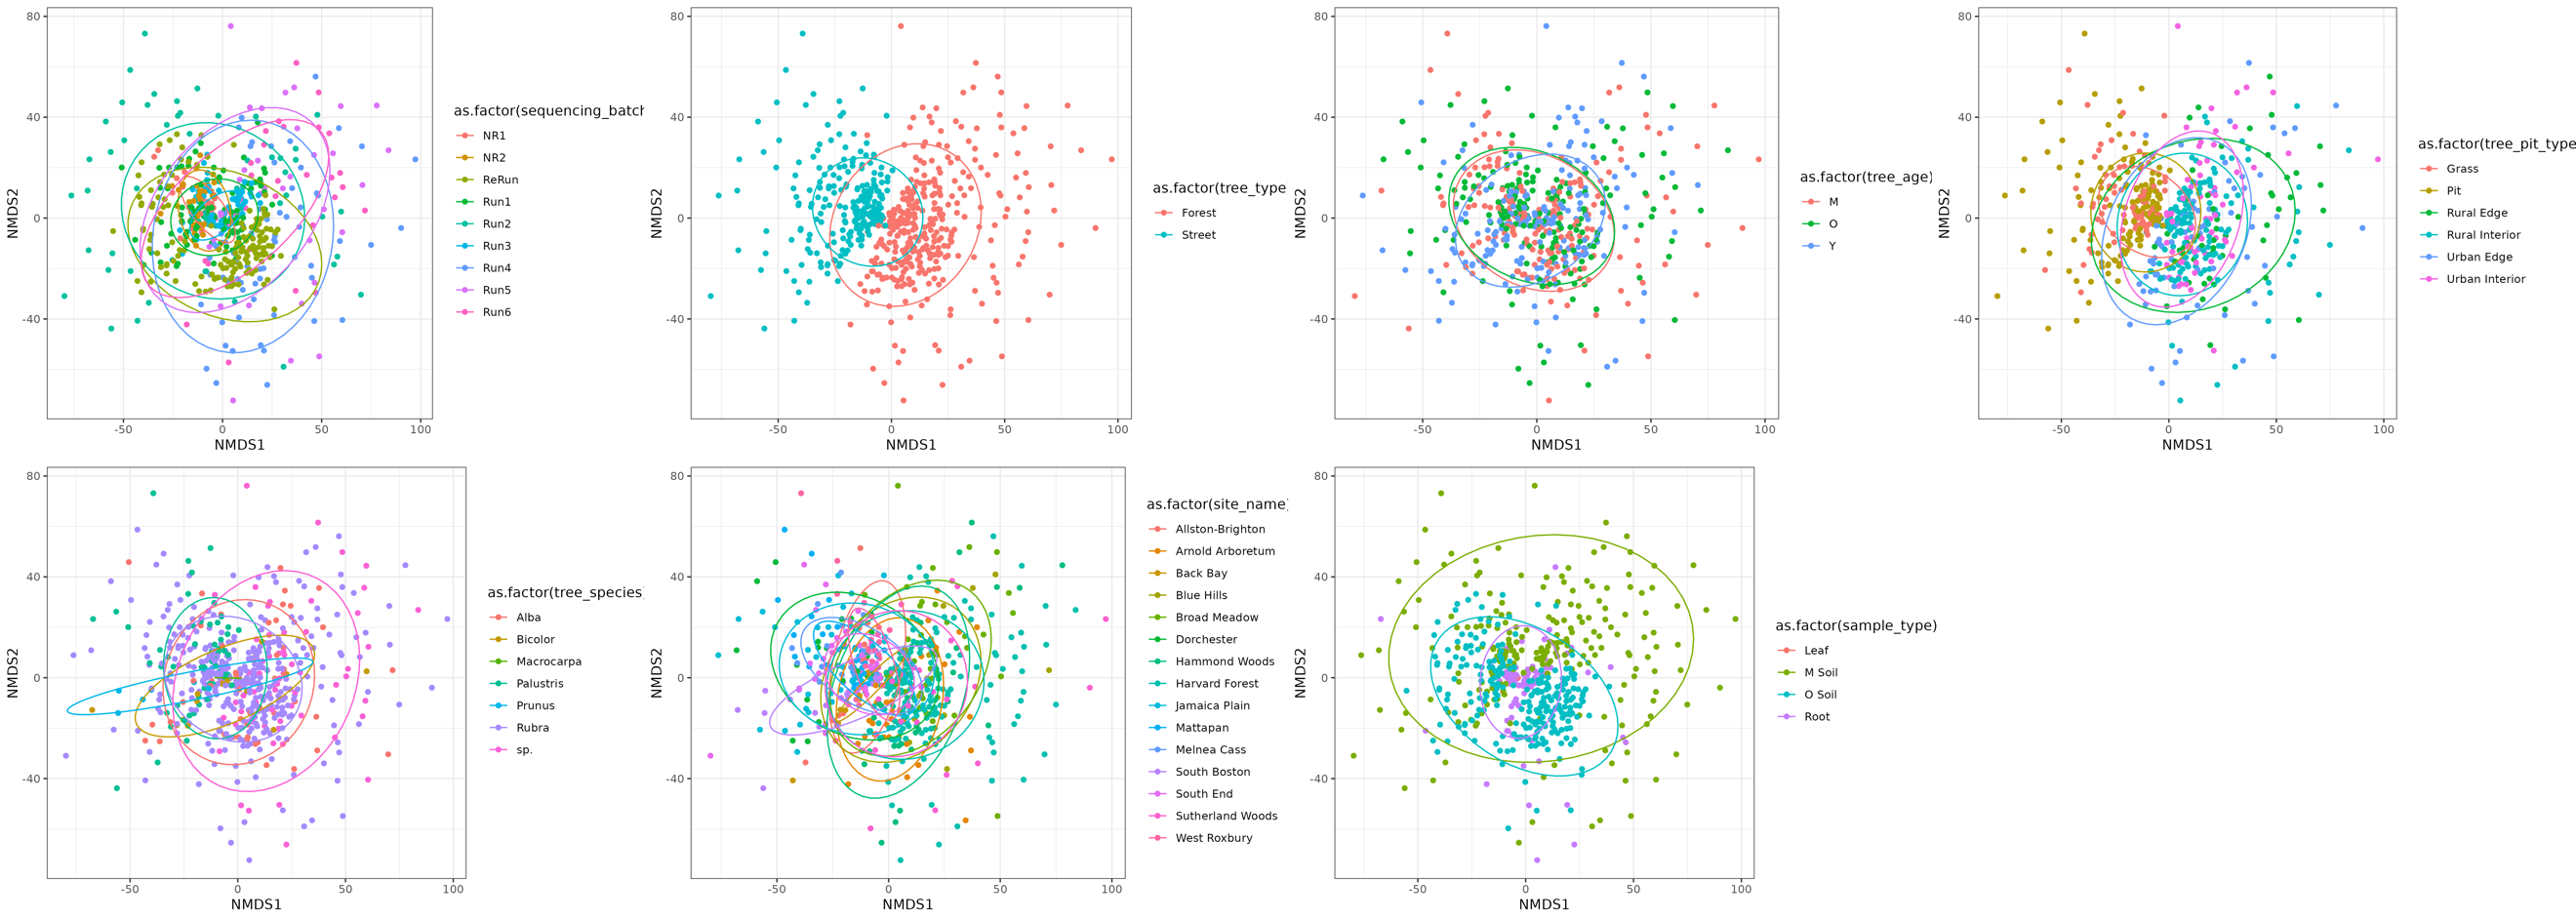 80
40
0
-40
-50
0
50
100
NMDS1
NMDS2
as.factor(sequencing_batch
NR1
NR2
ReRun
Run1
Run2
Run3
Run4
Run5
Run6
80
40
0
-40
-50
0
50
100
NMDS1
NMDS2
as.factor(tree_type
Forest
Street
80
40
0
-40
-50
0
50
100
NMDS1
NMDS2
as.factor(tree_age)
M
O
Y
80
40
0
-40
-50
0
50
100
NMDS1
NMDS2
as.factor(tree_pit_type
Grass
Pit
Rural Edge
Rural Interior
Urban Edge
Urban Interior
80
40
0
-40
-50
0
50
100
NMDS1
NMDS2
as.factor(tree_species)
Alba
Bicolor
Macrocarpa
Palustris
Prunus
Rubra
sp.
80
40
0
-40
-50
0
50
100
NMDS1
NMDS2
as.factor(site_name)
Allston-Brighton
Arnold Arboretum
Back Bay
Blue Hills
Broad Meadow
Dorchester
Hammond Woods
Harvard Forest
Jamaica Plain
Mattapan
Melnea Cass
South Boston
South End
Sutherland Woods
West Roxbury
80
40
0
-40
-50
0
50
100
NMDS1
NMDS2
as.factor(sample_type)
Leaf
M Soil
O Soil
Root